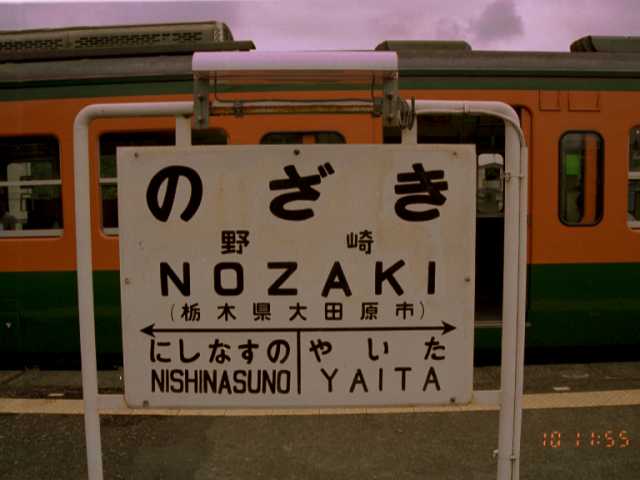 のざき
野崎
NOZAKI
(栃木県大田原市)
にしなすの やいた
NISHINASUNO YAITA
10 11:55